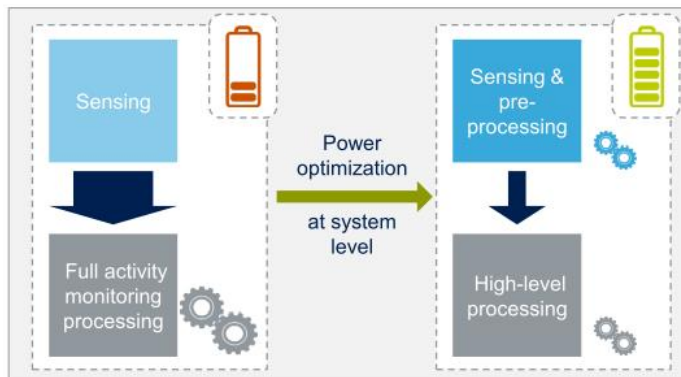 Sensing
Full activity
monitoring
processing
Power
optimization
at system
level
Sensing &
pre-
processing
High-level
processing